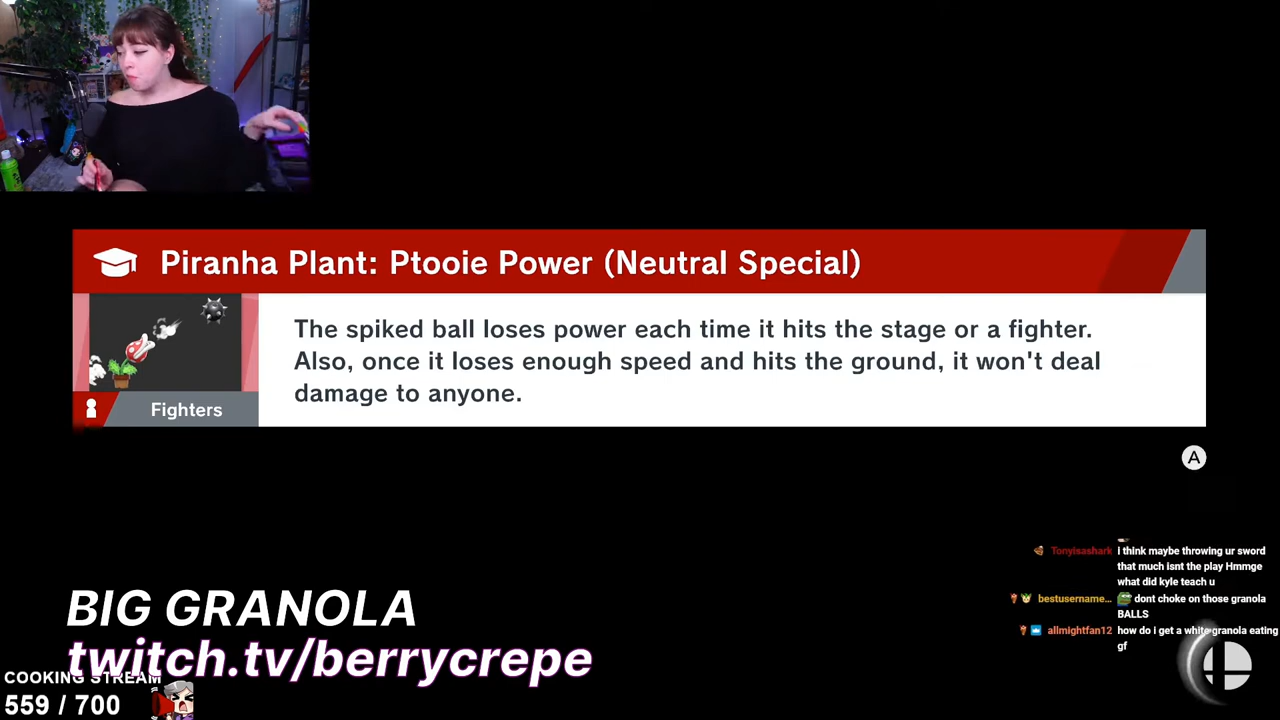 Piranha Plant: Ptooie Power (Neutral Special)
The spiked ball loses power each time it hits the stage or a fighter.
Also, once it loses enough speed and hits the ground, it won't deal
damage to anyone.
Fighters
A
Tonyisashark i think maybe throwing ur sword
that much isnt the play Hmmge
what did kyle teach u
bestusername... dont choke on those granola
BALLS
allmightfan12 how do i get a white granola eating
gf
BIG GRANOLA
twitch.tv/berrycrepe
COOKING STREAM
559 / 700